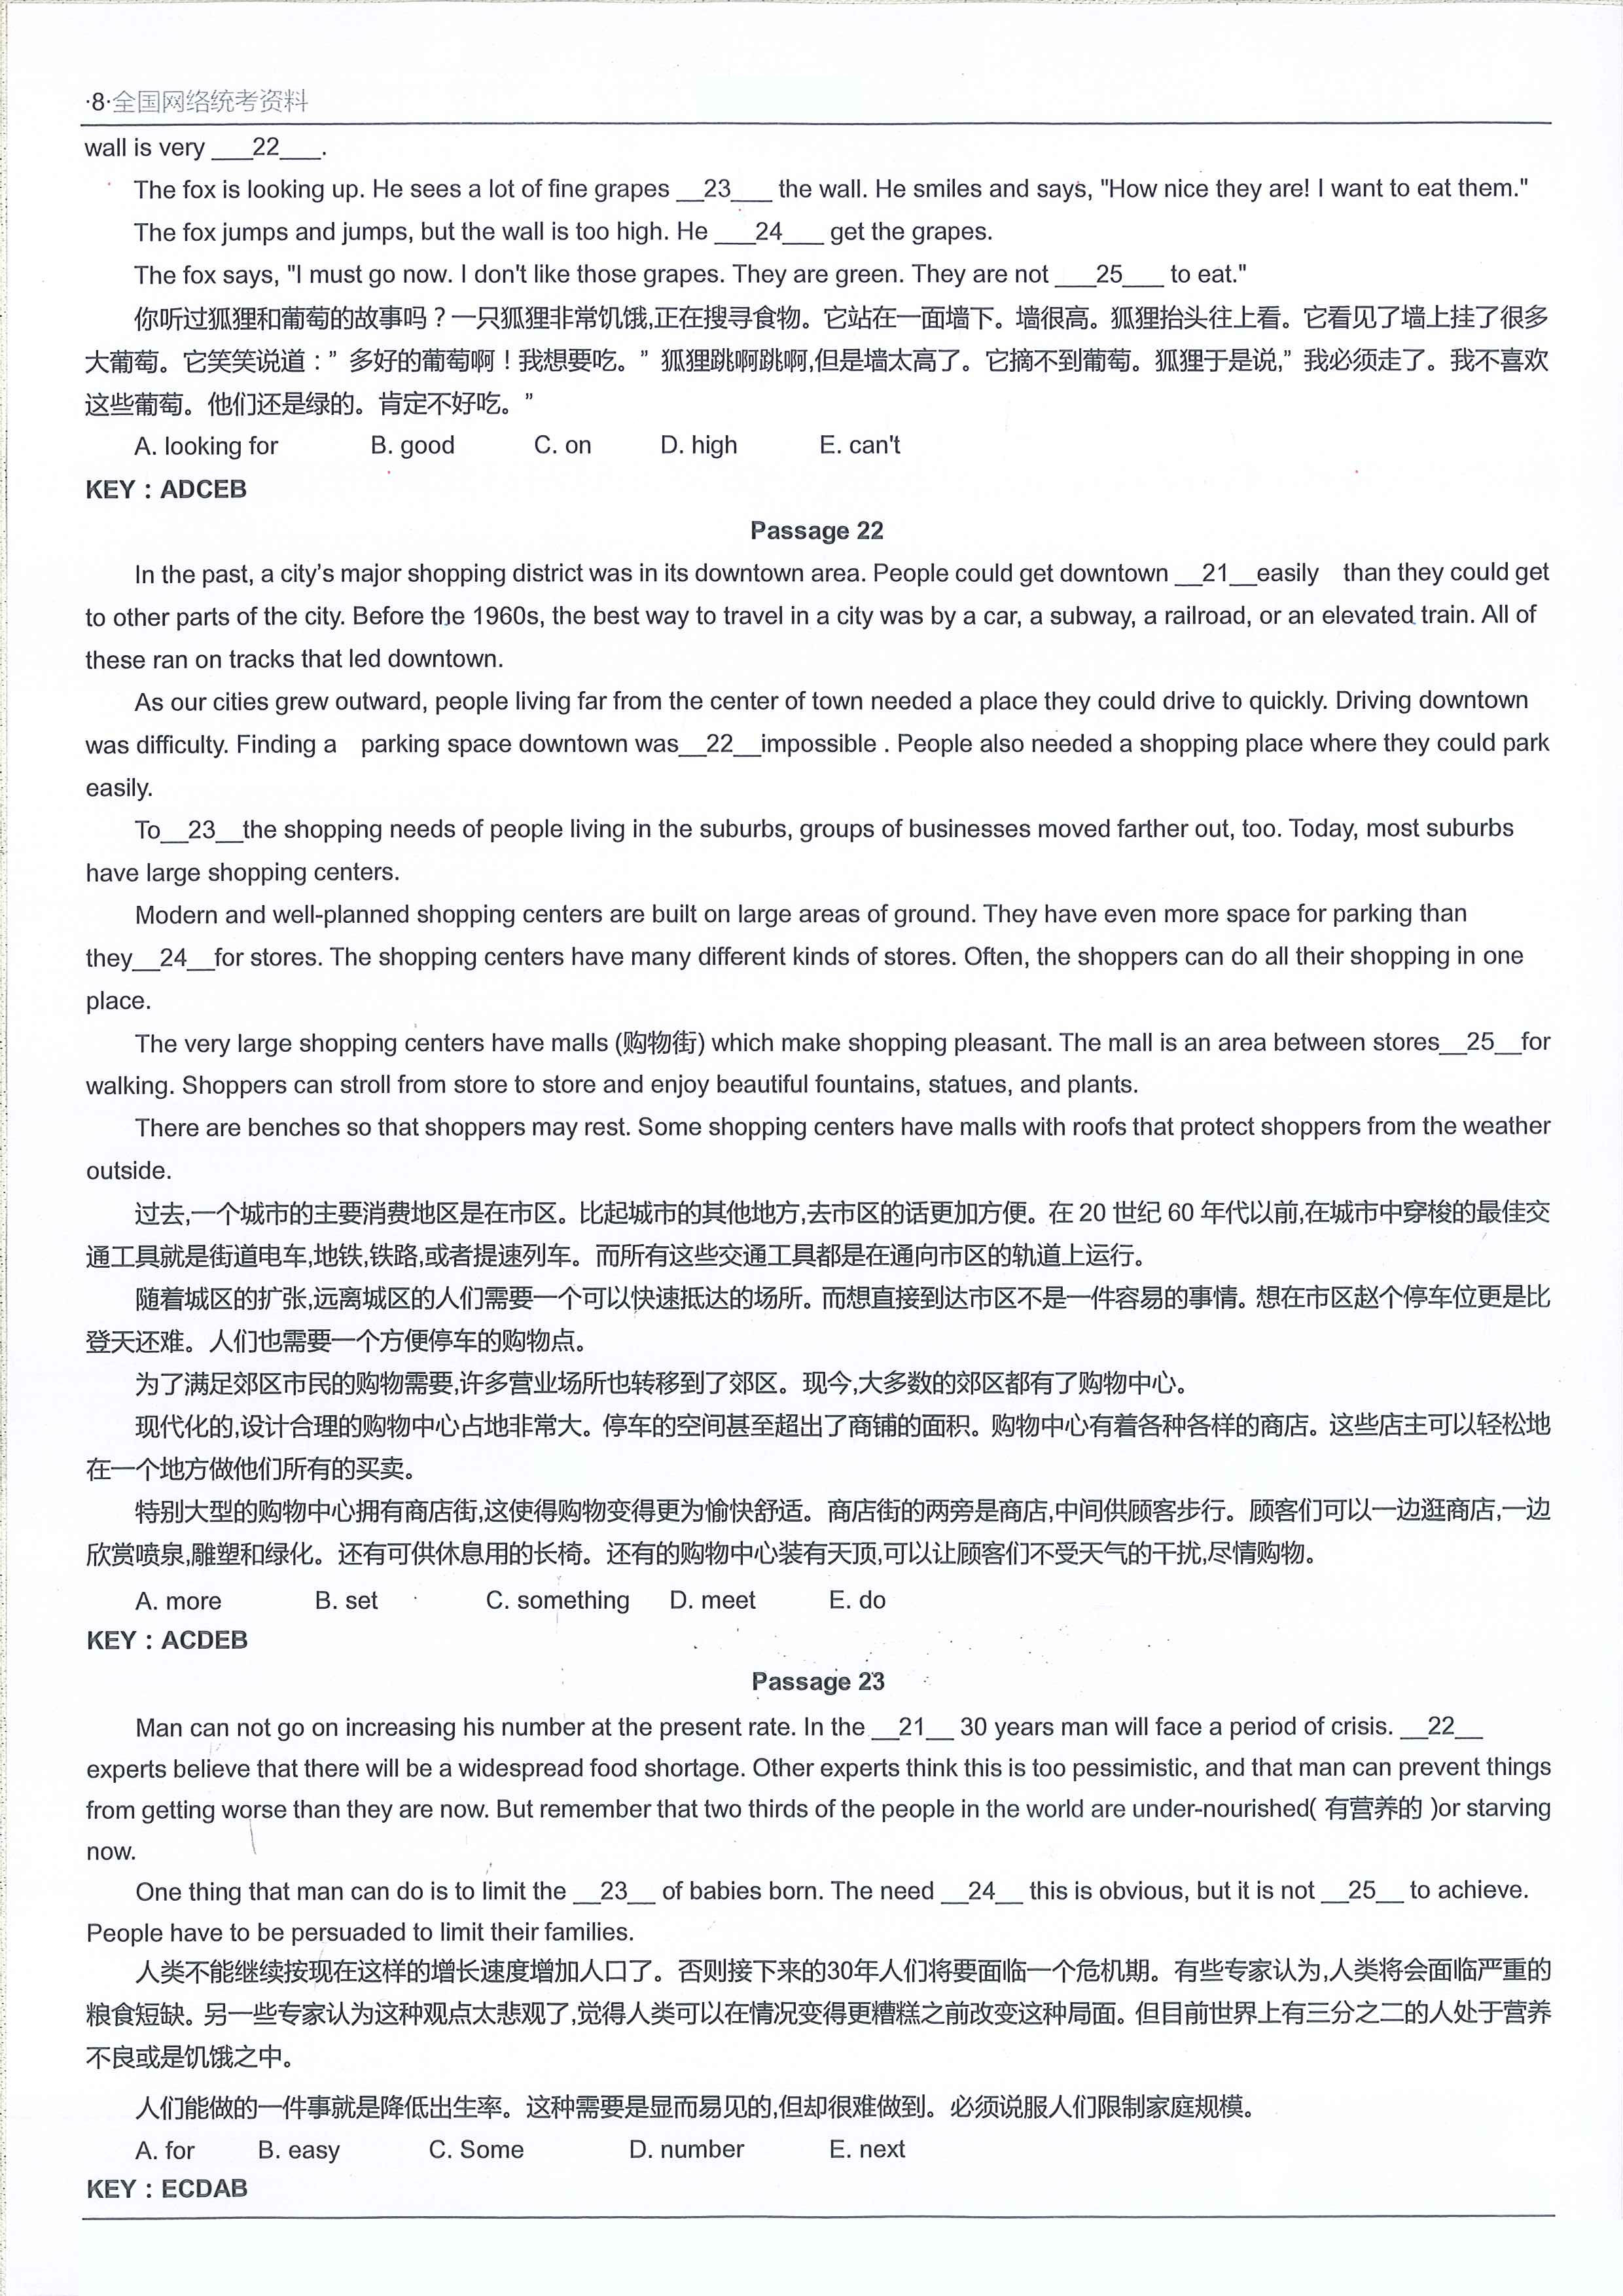 ·8·全国网络统考资料
wall is very ___22___.
The fox is looking up. He sees a lot of fine grapes __23___ the wall. He smiles and says, "How nice they are! I want to eat them."
The fox jumps and jumps, but the wall is too high. He ___24___ get the grapes.
The fox says, "I must go now. I don't like those grapes. They are green. They are not ___25___ to eat."
你听过狐狸和葡萄的故事吗？一只狐狸非常饥饿,正在搜寻食物。它站在一面墙下。墙很高。狐狸抬头往上看。它看见了墙上挂了很多
大葡萄。它笑笑说道：” 多好的葡萄啊！我想要吃。” 狐狸跳啊跳啊,但是墙太高了。它摘不到葡萄。狐狸于是说,” 我必须走了。我不喜欢
这些葡萄。他们还是绿的。肯定不好吃。”
A. looking for B. good C. on D. high E. can't
KEY：ADCEB
Passage 22
In the past, a city’s major shopping district was in its downtown area. People could get downtown __21__easily than they could get
to other parts of the city. Before the 1960s, the best way to travel in a city was by a car, a subway, a railroad, or an elevated train. All of
these ran on tracks that led downtown.
As our cities grew outward, people living far from the center of town needed a place they could drive to quickly. Driving downtown
was difficulty. Finding a parking space downtown was__22__impossible . People also needed a shopping place where they could park
easily.
To__23__the shopping needs of people living in the suburbs, groups of businesses moved farther out, too. Today, most suburbs
have large shopping centers.
Modern and well-planned shopping centers are built on large areas of ground. They have even more space for parking than
they__24__for stores. The shopping centers have many different kinds of stores. Often, the shoppers can do all their shopping in one
place.
The very large shopping centers have malls (购物街) which make shopping pleasant. The mall is an area between stores__25__for
walking. Shoppers can stroll from store to store and enjoy beautiful fountains, statues, and plants.
There are benches so that shoppers may rest. Some shopping centers have malls with roofs that protect shoppers from the weather
outside.
过去,一个城市的主要消费地区是在市区。比起城市的其他地方,去市区的话更加方便。在 20 世纪 60 年代以前,在城市中穿梭的最佳交
通工具就是街道电车,地铁,铁路,或者提速列车。而所有这些交通工具都是在通向市区的轨道上运行。
随着城区的扩张,远离城区的人们需要一个可以快速抵达的场所。而想直接到达市区不是一件容易的事情。想在市区赵个停车位更是比
登天还难。人们也需要一个方便停车的购物点。
为了满足郊区市民的购物需要,许多营业场所也转移到了郊区。现今,大多数的郊区都有了购物中心。
现代化的,设计合理的购物中心占地非常大。停车的空间甚至超出了商铺的面积。购物中心有着各种各样的商店。这些店主可以轻松地
在一个地方做他们所有的买卖。
特别大型的购物中心拥有商店街,这使得购物变得更为愉快舒适。商店街的两旁是商店,中间供顾客步行。顾客们可以一边逛商店,一边
欣赏喷泉,雕塑和绿化。还有可供休息用的长椅。还有的购物中心装有天顶,可以让顾客们不受天气的干扰,尽情购物。
A. more B. set C. something D. meet E. do
KEY：ACDEB
Passage 23
Man can not go on increasing his number at the present rate. In the __21__ 30 years man will face a period of crisis. __22__
experts believe that there will be a widespread food shortage. Other experts think this is too pessimistic, and that man can prevent things
from getting worse than they are now. But remember that two thirds of the people in the world are under-nourished( 有营养的 )or starving
now.
One thing that man can do is to limit the __23__ of babies born. The need __24__ this is obvious, but it is not __25__ to achieve.
People have to be persuaded to limit their families.
人类不能继续按现在这样的增长速度增加人口了。否则接下来的30年人们将要面临一个危机期。有些专家认为,人类将会面临严重的
粮食短缺。另一些专家认为这种观点太悲观了,觉得人类可以在情况变得更糟糕之前改变这种局面。但目前世界上有三分之二的人处于营养
不良或是饥饿之中。
人们能做的一件事就是降低出生率。这种需要是显而易见的,但却很难做到。必须说服人们限制家庭规模。
A. for B. easy C. Some D. number E. next
KEY：ECDAB